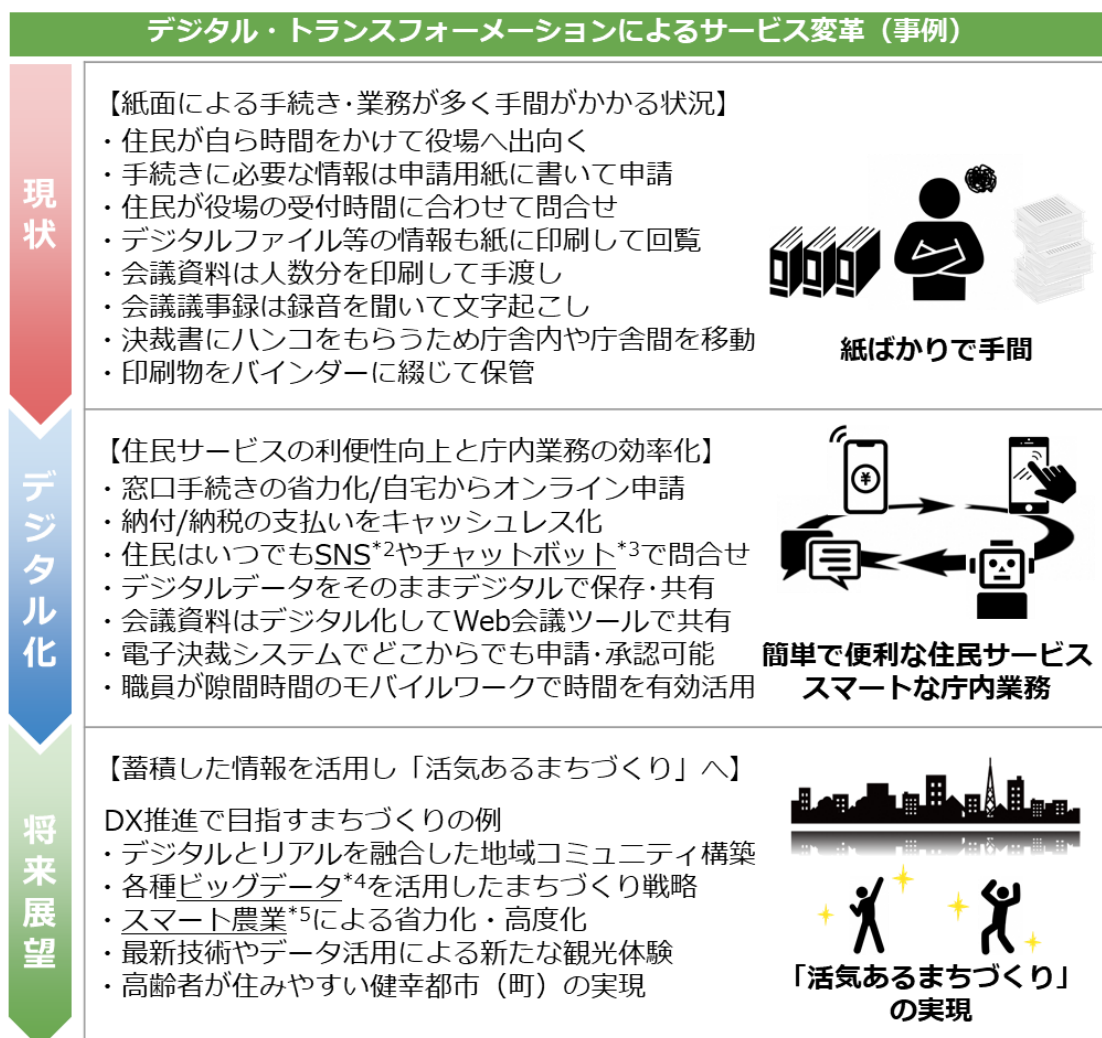 デジタル・トランスフォーメーションによるサービス変革（事例）
現状
【紙面による手続き･業務が多く手間がかかる状況】
・住民が自ら時間をかけて役場へ出向く
・手続きに必要な情報は申請用紙に書いて申請
・住民が役場の受付時間に合わせて問合せ
・デジタルファイル等の情報も紙に印刷して回覧
・会議資料は人数分を印刷して手渡し
・会議議事録は録音を聞いて文字起こし
・決裁書にハンコをもらうため庁舎内や庁舎間を移動
・印刷物をバインダーに綴じて保管
紙ばかりで手間
デジタル化
【住民サービスの利便性向上と庁内業務の効率化】
・窓口手続きの省力化/自宅からオンライン申請
・納付/納税の支払いをキャッシュレス化
・住民はいつでもSNS*2やチャットボット*3で問合せ
・デジタルデータをそのままデジタルで保存･共有
・会議資料はデジタル化してWeb会議ツールで共有
・電子決裁システムでどこからでも申請･承認可能
・職員が隙間時間のモバイルワークで時間を有効活用
¥
簡単で便利な住民サービス
スマートな庁内業務
将来展望
【蓄積した情報を活用し「活気あるまちづくり」へ】
DX推進で目指すまちづくりの例
・デジタルとリアルを融合した地域コミュニティ構築
・各種ビッグデータ*4を活用したまちづくり戦略
・スマート農業*5による省力化・高度化
・最新技術やデータ活用による新たな観光体験
・高齢者が住みやすい健幸都市（町）の実現
「活気あるまちづくり」
の実現